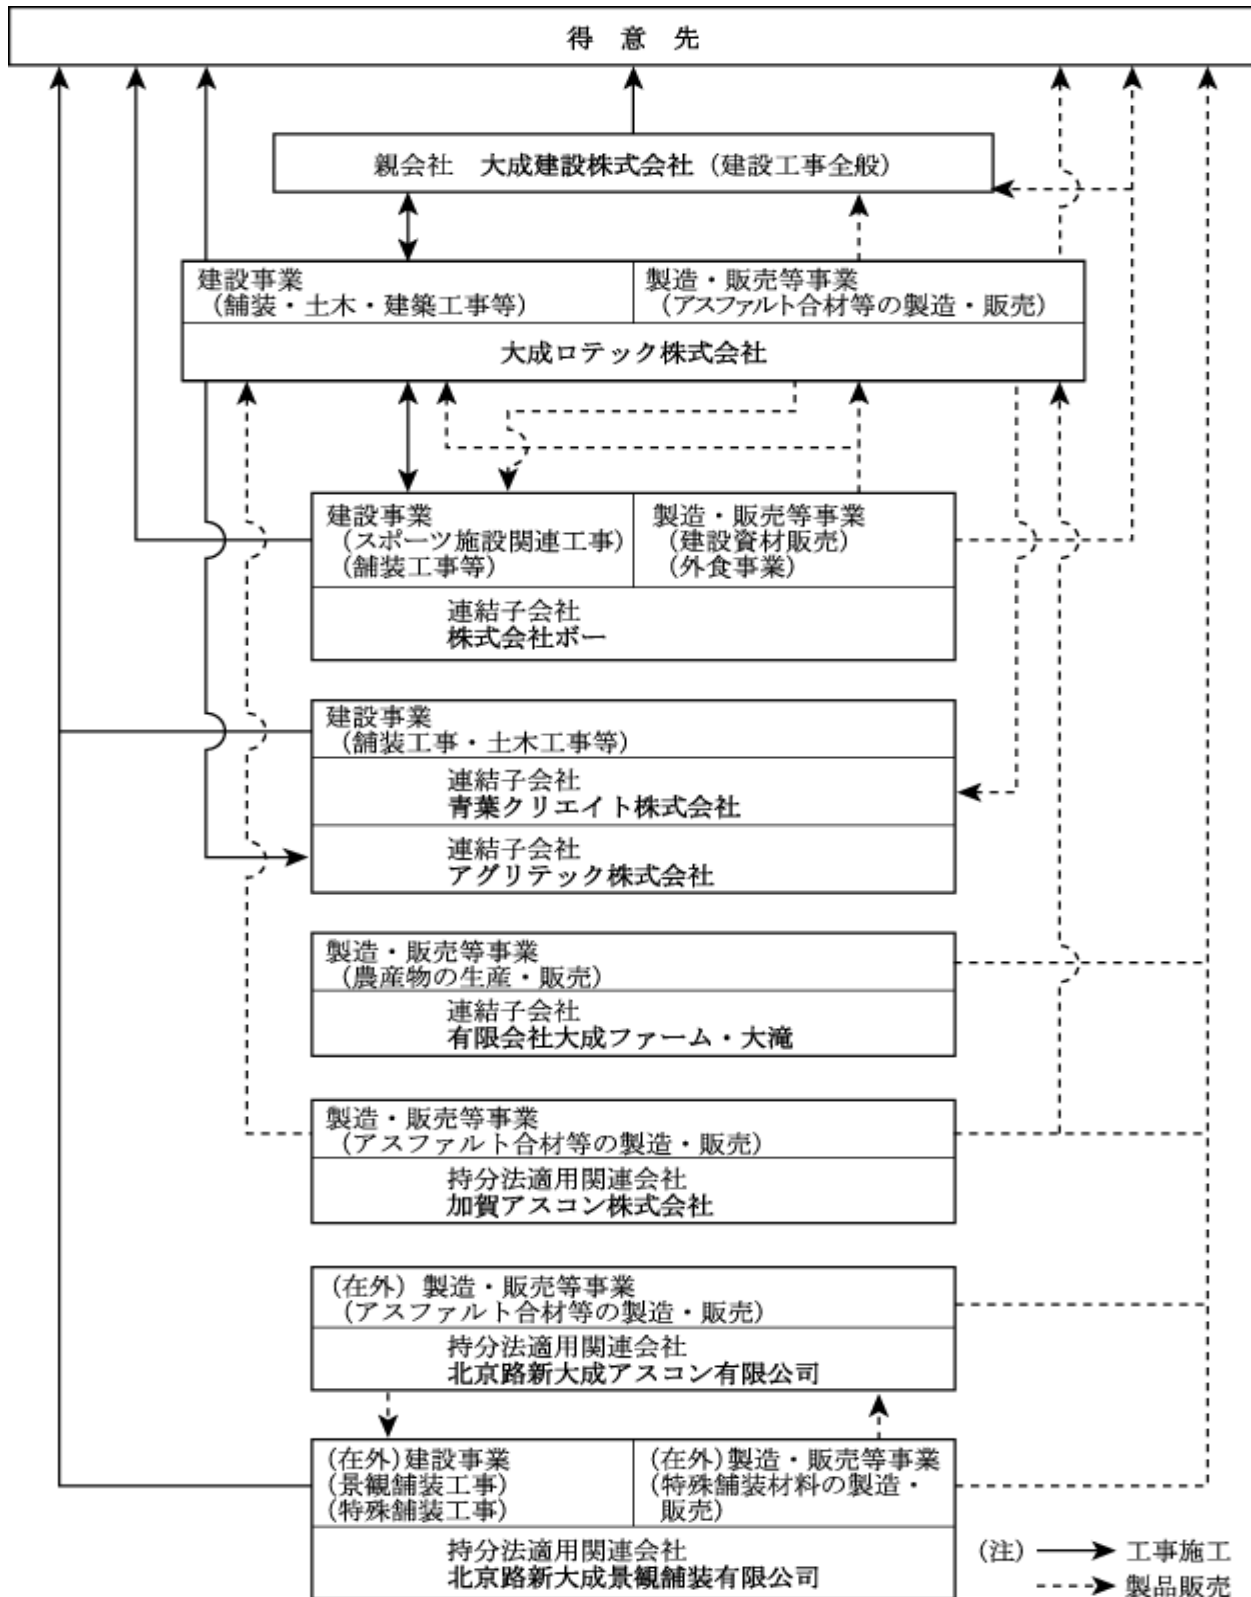 得 意 先
親会社 大成建設株式会社 (建設工事全般)
建設事業
(舗装・土木・建築工事等)
製造・販売等事業
(アスファルト合材等の製造・販売)
大成ロテック株式会社
建設事業
(スポーツ施設関連工事)
(舗装工事等)
製造・販売等事業
(建設資材販売)
(外食事業)
連結子会社
株式会社ボー
建設事業
(舗装工事・土木工事等)
連結子会社
青葉クリエイト株式会社
連結子会社
アグリテック株式会社
製造・販売等事業
(農産物の生産・販売)
連結子会社
有限会社大成ファーム・大滝
製造・販売等事業
(アスファルト合材等の製造・販売)
持分法適用関連会社
加賀アスコン株式会社
(在外) 製造・販売等事業
(アスファルト合材等の製造・販売)
持分法適用関連会社
北京路新大成アスコン有限公司
(在外)建設事業
(景観舗装工事)
(特殊舗装工事)
(在外)製造・販売等事業
(特殊舗装材料の製造・
販売)
持分法適用関連会社
北京路新大成景観舗装有限公司
(注) 工事施工
製品販売